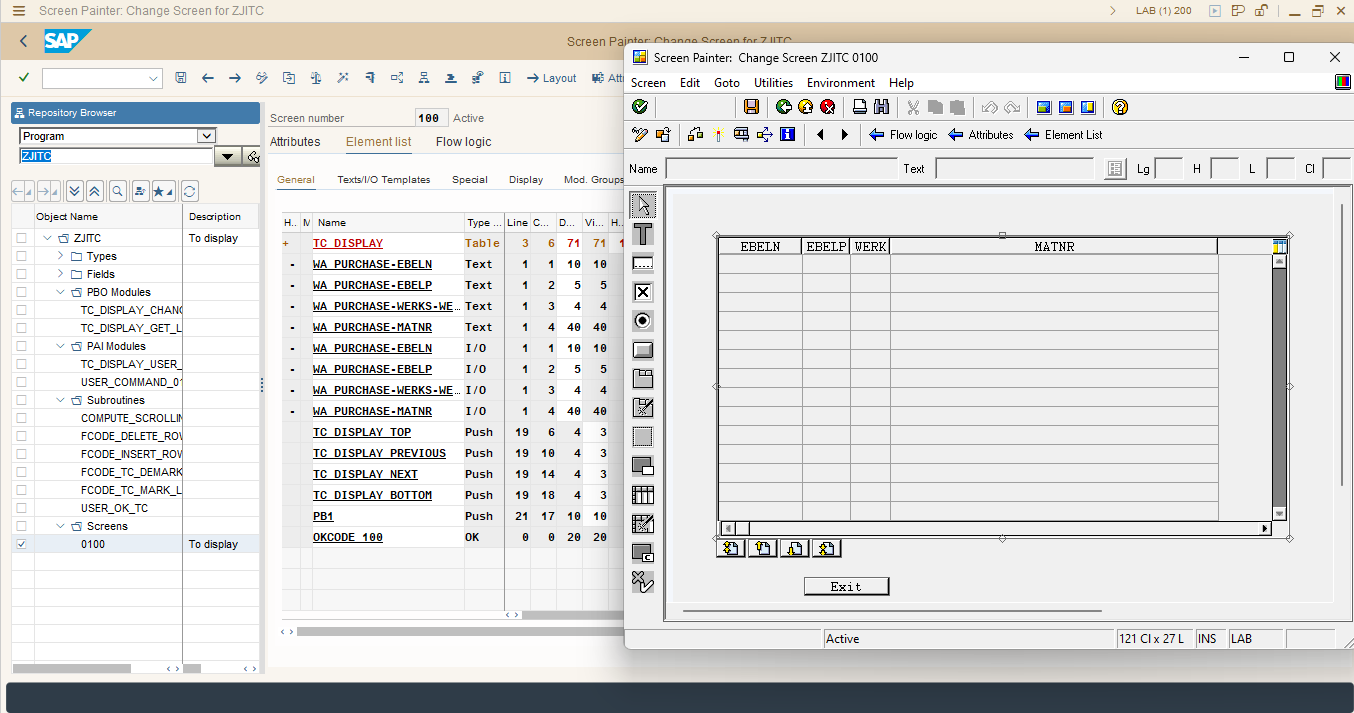 Screen Painter: Change Screen for ZJITC
LAB (1) 200
SAP
Screen Painter: Change Screen for ZJITC
Layout
Att
Repository Browser
Program
ZJITC
Object Name Description
ZJITC To display
Types
Fields
PBO Modules
TC_DISPLAY_CHANG
TC_DISPLAY_GET_L
PAI Modules
TC_DISPLAY_USER_
USER_COMMAND_01
Subroutines
COMPUTE_SCROLLIN
FCODE_DELETE_ROW
FCODE_INSERT_ROW
FCODE_TC_DEMARK
FCODE_TC_MARK_L
USER_OK_TC
Screens
0100 To display
Screen number 100 Active
Attributes Element list Flow logic
General Texts/I/O Templates Special Display Mod. Groups
H.. M Name Type ... Line C... D... Vi... H..
+ TC_DISPLAY Table 3 6 71 71 1
- WA_PURCHASE-EBELN Text 1 1 10 10
- WA_PURCHASE-EBELP Text 1 2 5 5
- WA_PURCHASE-WERKS-WE… Text 1 3 4 4
- WA_PURCHASE-MATNR Text 1 4 40 40
- WA_PURCHASE-EBELN I/O 1 1 10 10
- WA_PURCHASE-EBELP I/O 1 2 5 5
- WA_PURCHASE-WERKS-WE… I/O 1 3 4 4
- WA_PURCHASE-MATNR I/O 1 4 40 40
TC_DISPLAY_TOP Push 19 6 4 3
TC_DISPLAY_PREVIOUS Push 19 10 4 3
TC_DISPLAY_NEXT Push 19 14 4 3
TC_DISPLAY_BOTTOM Push 19 18 4 3
PB1 Push 21 17 10 10
OKCODE_100 OK 0 0 20 20
Screen Painter: Change Screen ZJITC 0100
Screen Edit Goto Utilities Environment Help
Flow logic Attributes Element List
Name Text Lg H L Cl
EBELN EBELP WERK MATNR
Exit
Active 121 Cl x 27 L INS LAB